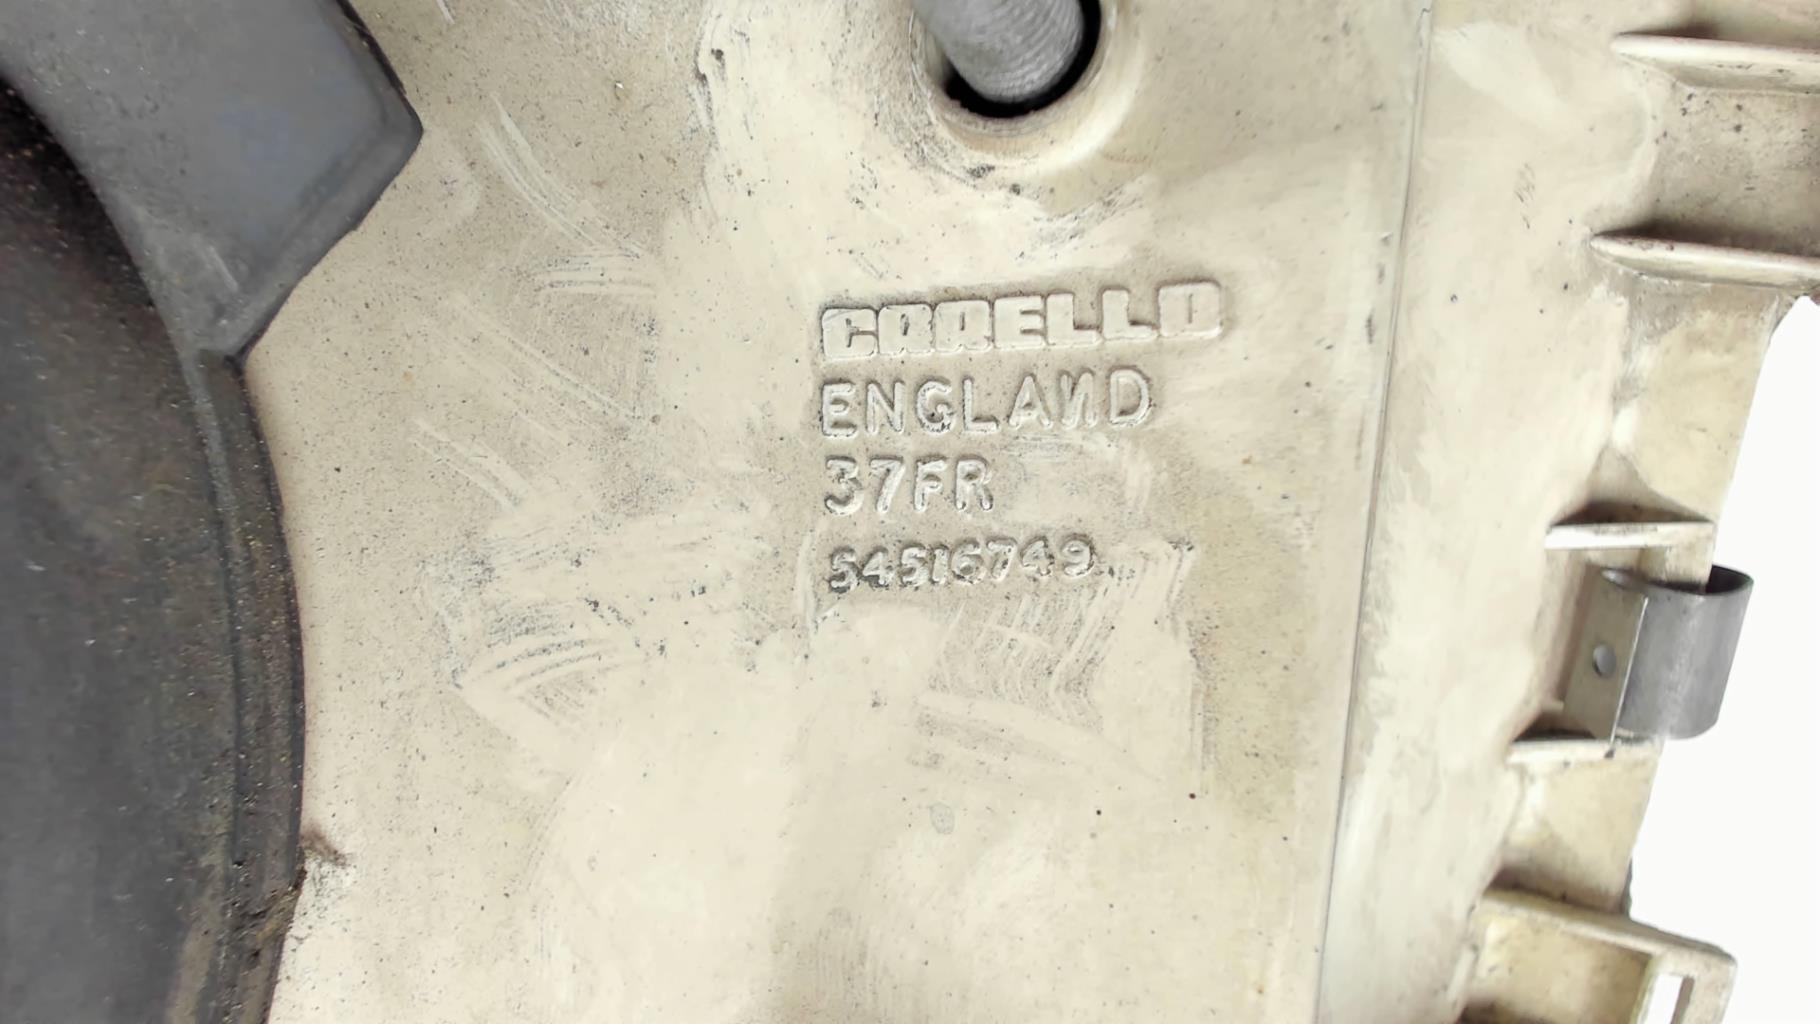 CARELLO
ENGLAND
37FR
54516749